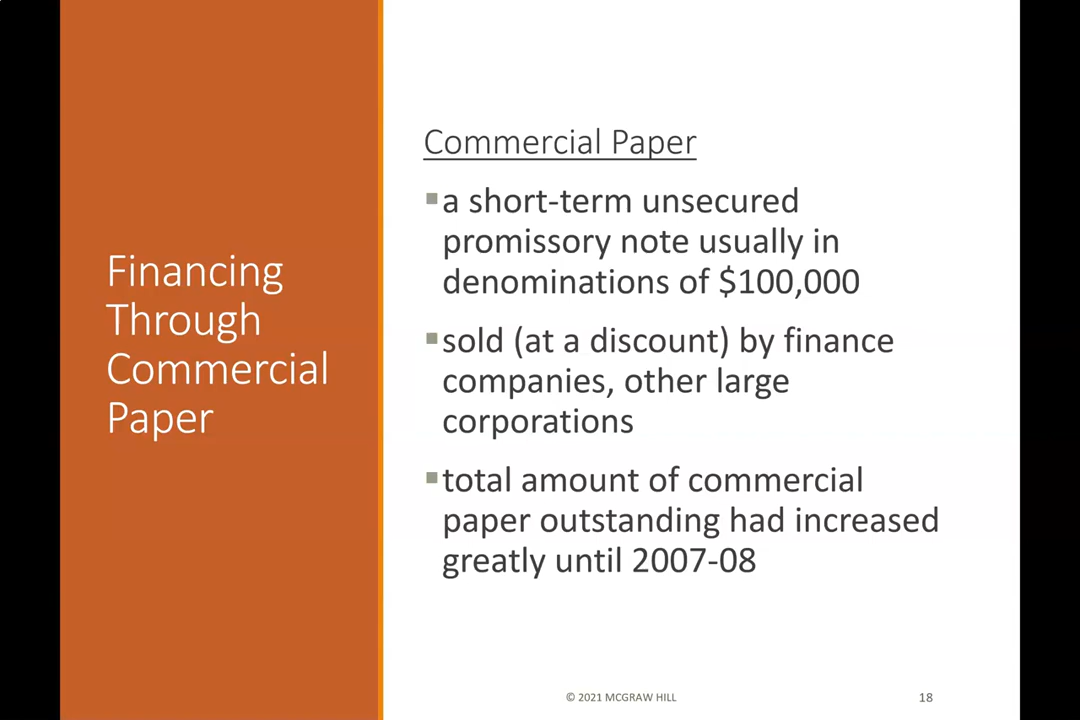 Financing
Through
Commercial
Paper
Commercial Paper
▪a short-term unsecured
promissory note usually in
denominations of $100,000
▪sold (at a discount) by finance
companies, other large
corporations
▪total amount of commercial
paper outstanding had increased
greatly until 2007-08
© 2021 MCGRAW HILL
18